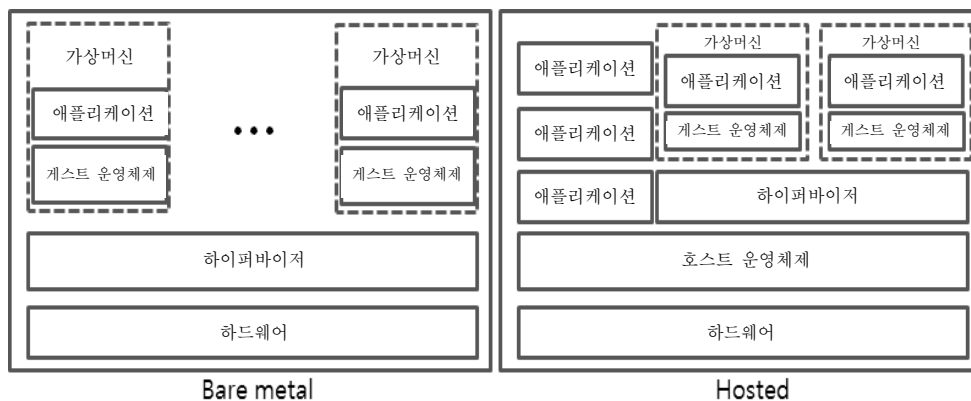 가상머신
애플리케이션
게스트 운영체제
가상머신
애플리케이션
게스트 운영체제
하이퍼바이저
하드웨어
Bare metal
애플리케이션
애플리케이션
애플리케이션
가상머신
애플리케이션
게스트 운영체제
가상머신
애플리케이션
게스트 운영체제
하이퍼바이저
호스트 운영체제
하드웨어
Hosted